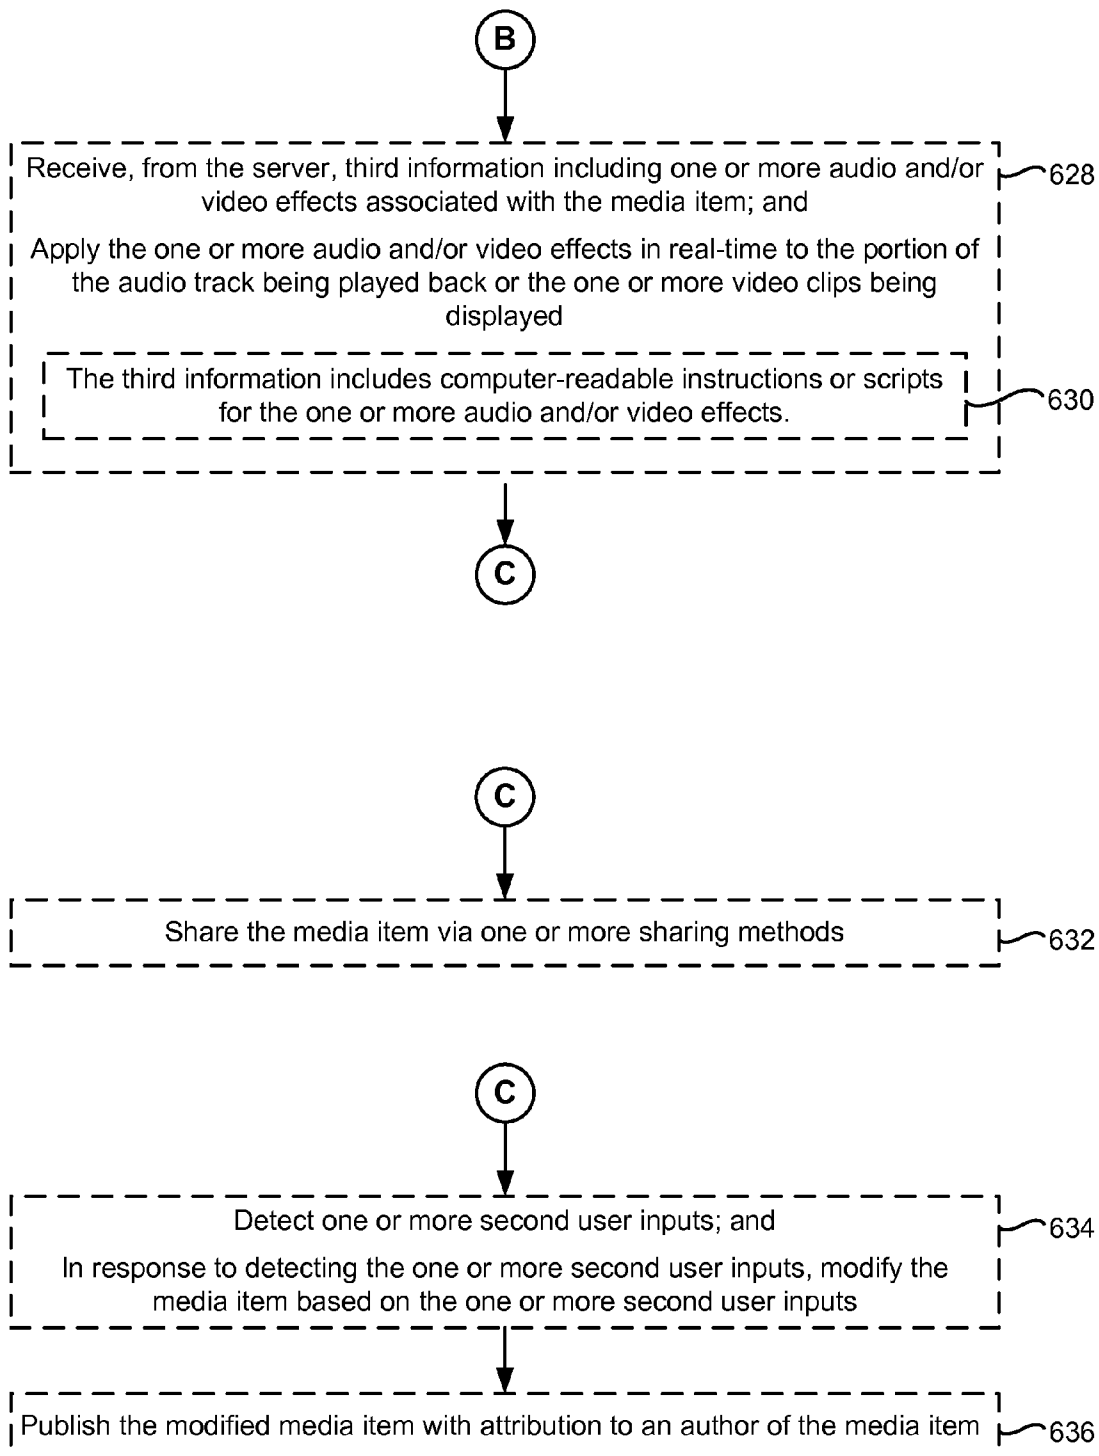 B
Receive, from the server, third information including one or more audio and/or
video effects associated with the media item; and
628
Apply the one or more audio and/or video effects in real-time to the portion of
the audio track being played back or the one or more video clips being
displayed
The third information includes computer-readable instructions or scripts
for the one or more audio and/or video effects.
630
C
C
Share the media item via one or more sharing methods
632
C
Detect one or more second user inputs; and
634
In response to detecting the one or more second user inputs, modify the
media item based on the one or more second user inputs
Publish the modified media item with attribution to an author of the media item
636